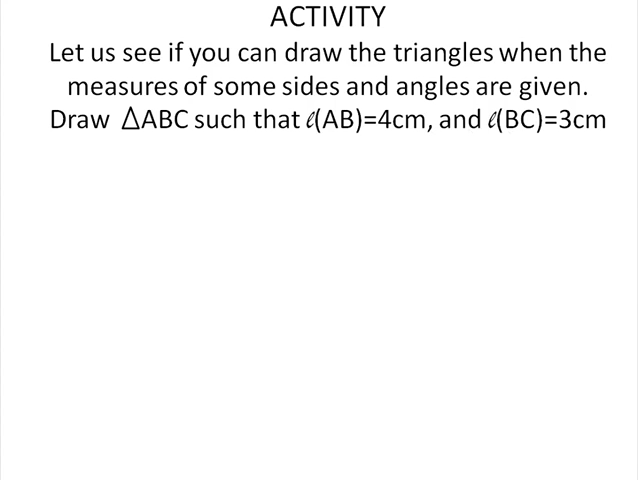 ACTIVITY
Let us see if you can draw the triangles when the
measures of some sides and angles are given.
Draw △ABC such that ℓ(AB)=4cm, and ℓ(BC)=3cm